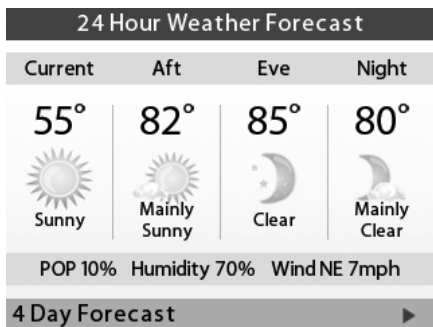 24 Hour Weather Forecast
Current Aft Eve Night
55° 82° 85° 80°
Sunny Mainly Sunny Clear Mainly Clear
POP 10% Humidity 70% Wind NE 7mph
4 Day Forecast